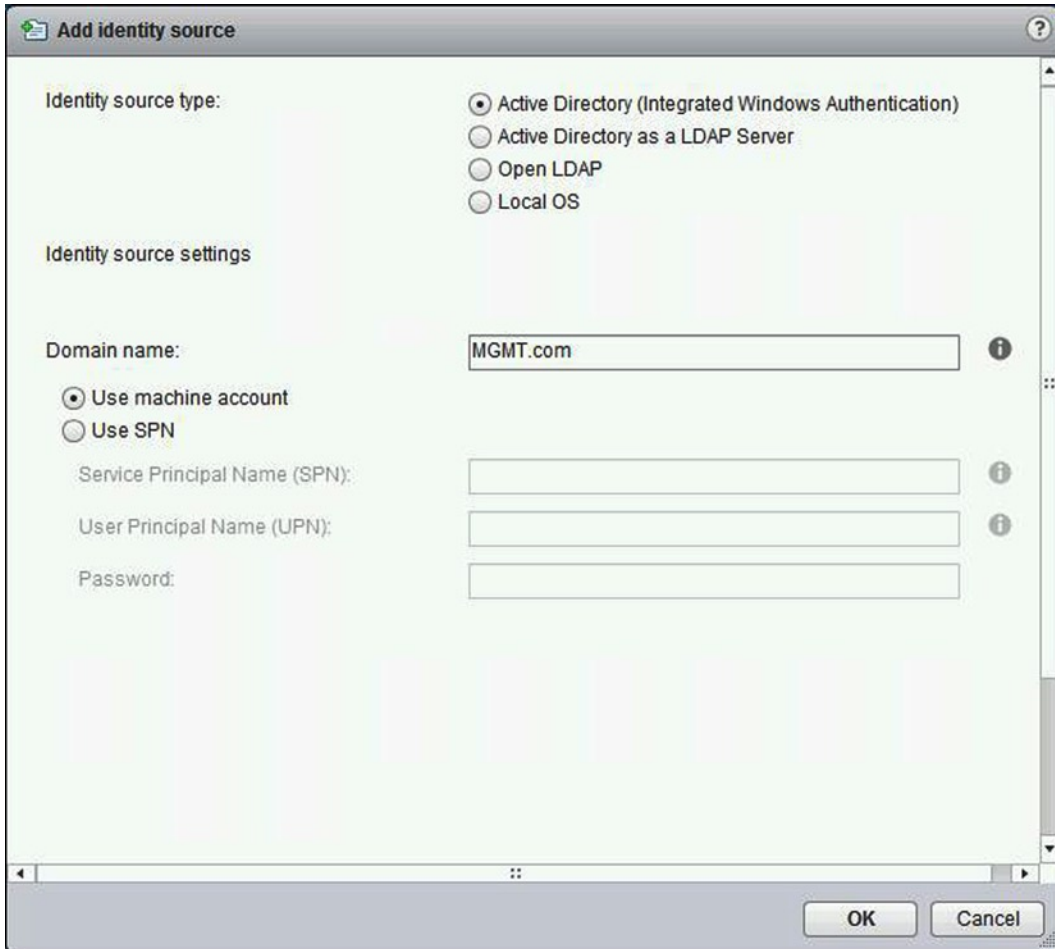 Add identity source
?
Identity source type:
Active Directory (Integrated Windows Authentication)
Active Directory as a LDAP Server
Open LDAP
Local OS
Identity source settings
Domain name:
MGMT.com
Use machine account
Use SPN
Service Principal Name (SPN):
User Principal Name (UPN):
Password:
OK
Cancel